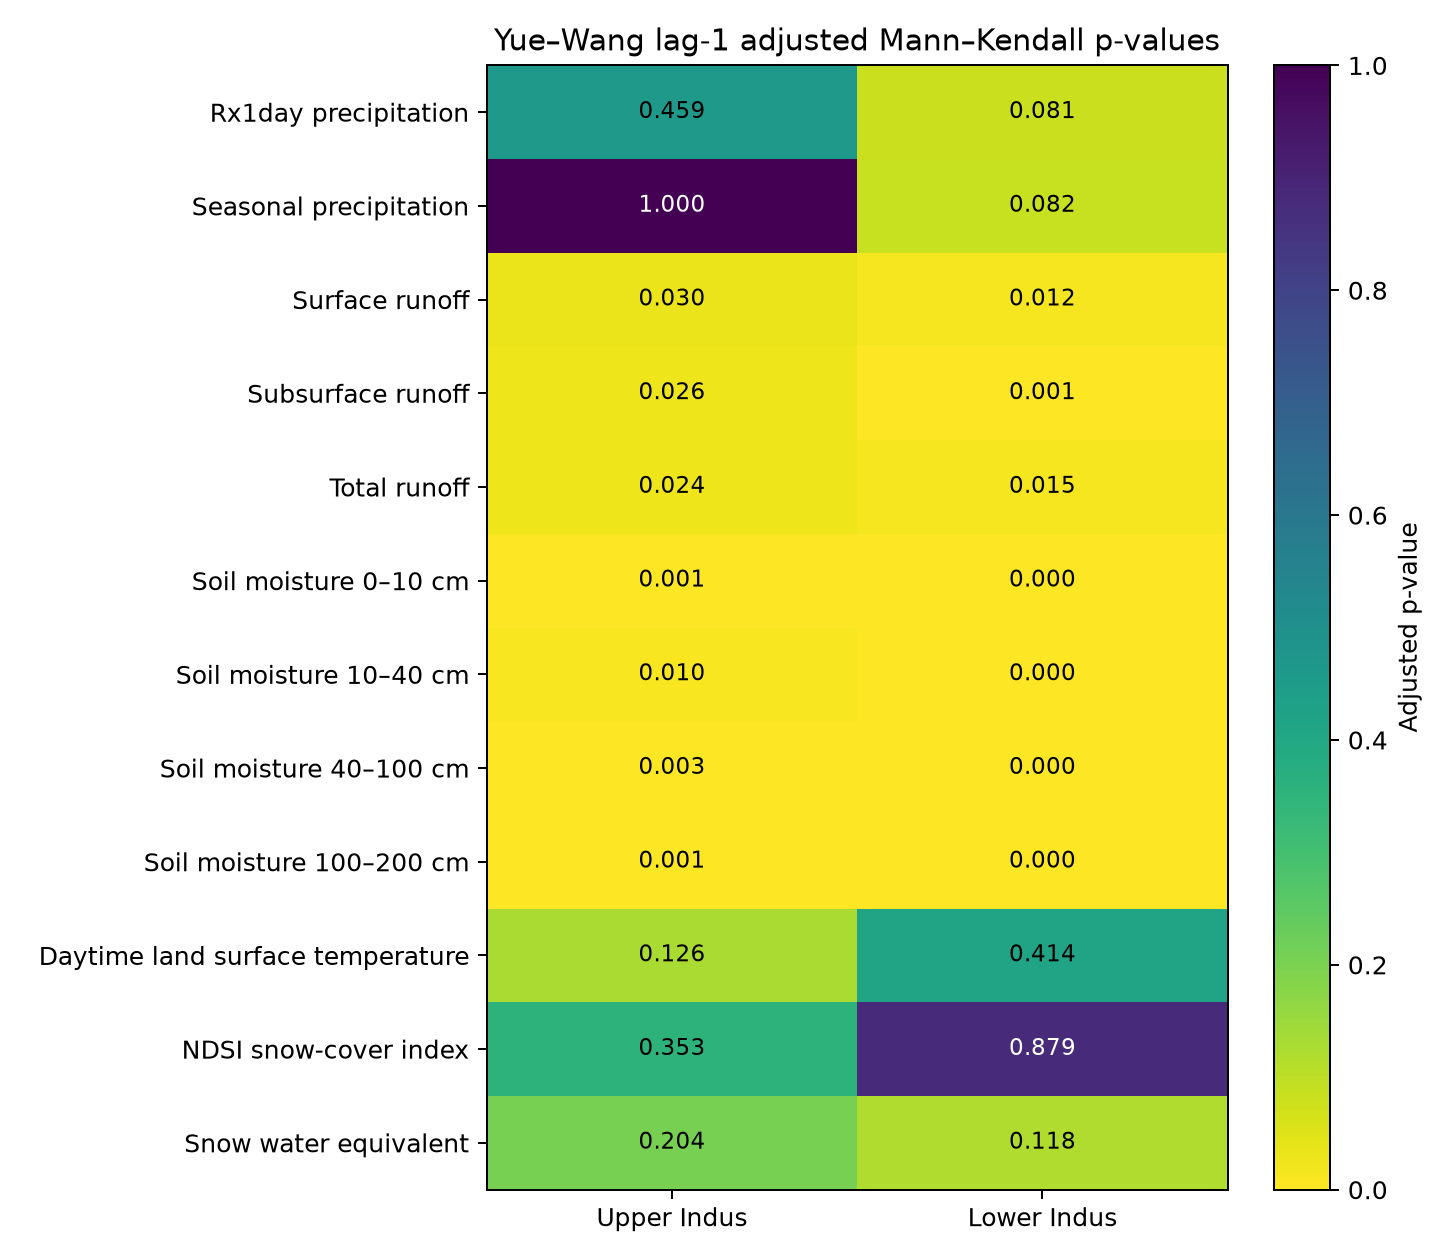 Yue–Wang lag-1 adjusted Mann–Kendall p-values
Rx1day precipitation 0.459 0.081
Seasonal precipitation 1.000 0.082
Surface runoff 0.030 0.012
Subsurface runoff 0.026 0.001
Total runoff 0.024 0.015
Soil moisture 0–10 cm 0.001 0.000
Soil moisture 10–40 cm 0.010 0.000
Soil moisture 40–100 cm 0.003 0.000
Soil moisture 100–200 cm 0.001 0.000
Daytime land surface temperature 0.126 0.414
NDSI snow-cover index 0.353 0.879
Snow water equivalent 0.204 0.118
Upper Indus Lower Indus
1.0
0.8
0.6
0.4
0.2
0.0
Adjusted p-value